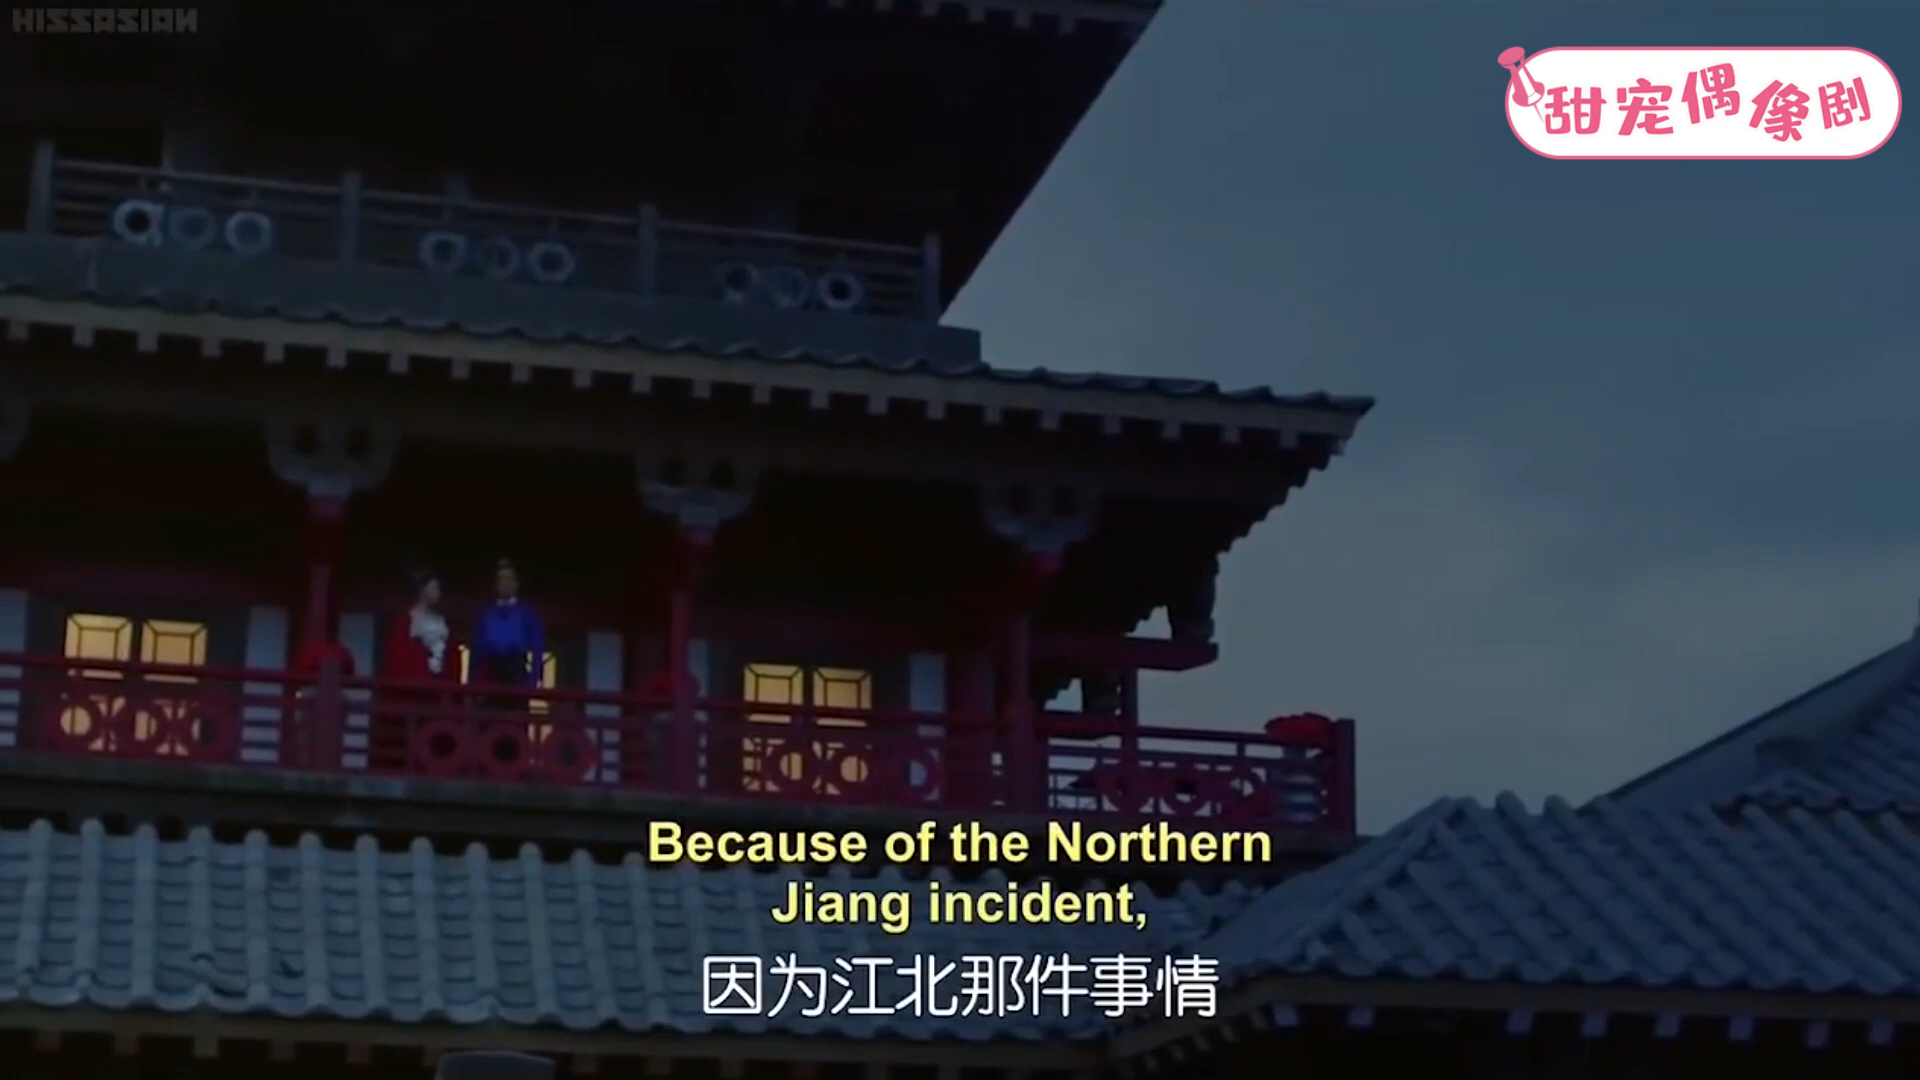 HISSASIAN
甜宠偶像剧
Because of the Northern
Jiang incident,
因为江北那件事情